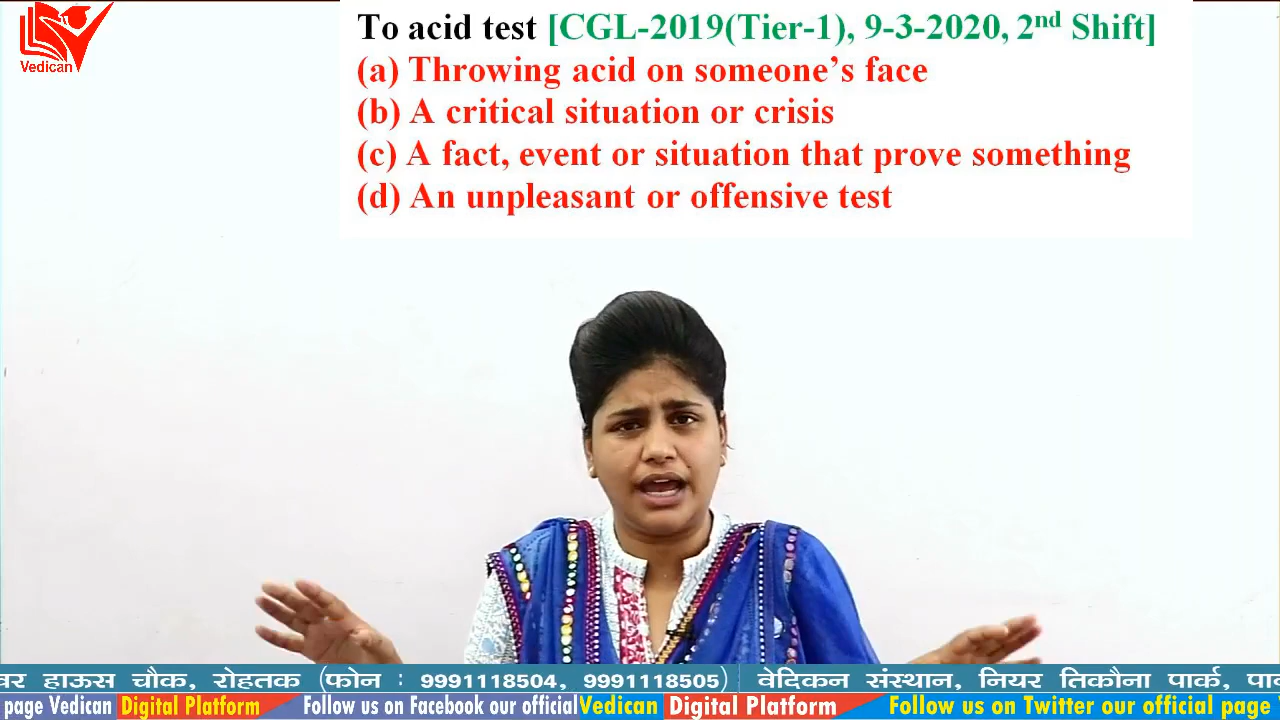 Vedican
To acid test [CGL-2019(Tier-1), 9-3-2020, 2nd Shift]
(a) Throwing acid on someone’s face
(b) A critical situation or crisis
(c) A fact, event or situation that prove something
(d) An unpleasant or offensive test
हाऊस चौक, रोहतक (फोन : 9991118504, 9991118505) वेदिकन संस्थान, नियर तिकौना पार्क,
page Vedican Digital Platform Follow us on Facebook our official Vedican Digital Platform Follow us on Twitter our official page